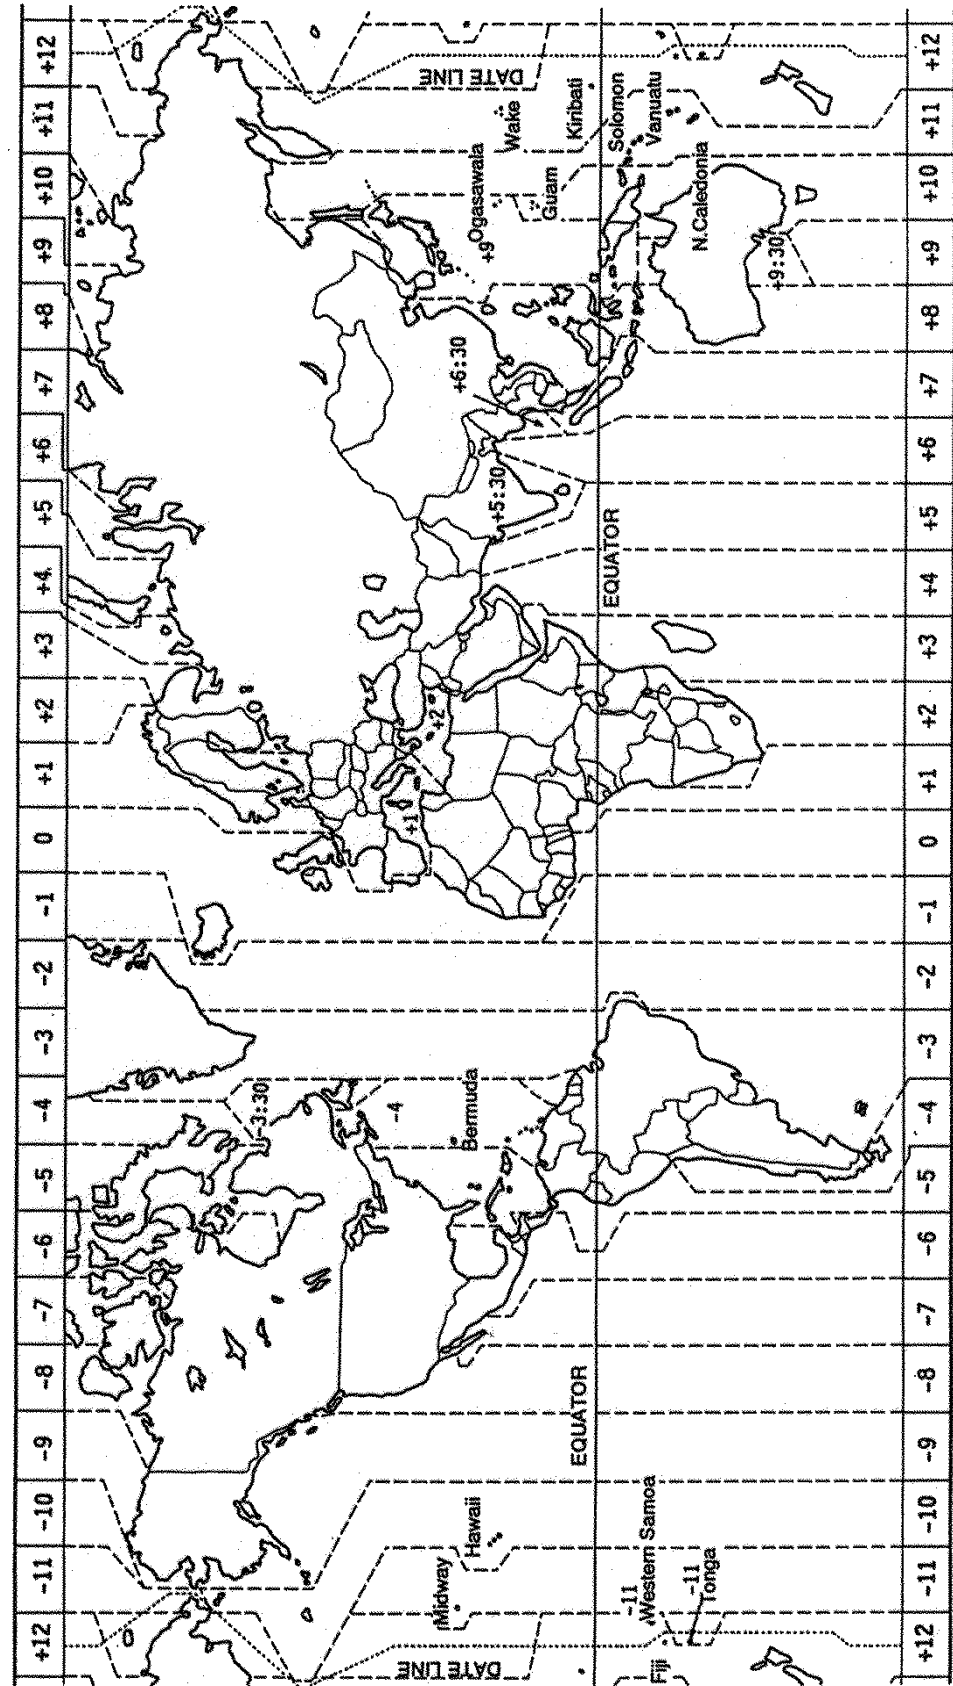 +12 -11 -10 -9 -8 -7 -6 -5 -4 -3 -2 -1 0 +1 +2 +3 +4 +5 +6 +7 +8 +9 +10 +11 +12
-3:30
-4
+1
+2
DATE LINE
DATE LINE
Midway
+6:30
Bermuda
Hawaii
Ogasawala
+9
+5:30
Wake
Guam
Kiribati
EQUATOR
EQUATOR
Solomon
Vanuatu
-11
Western Samoa
Fiji
-11
Tonga
N.Caledonia
+9:30
+12 -11 -10 -9 -8 -7 -6 -5 -4 -3 -2 -1 0 +1 +2 +3 +4 +5 +6 +7 +8 +9 +10 +11 +12